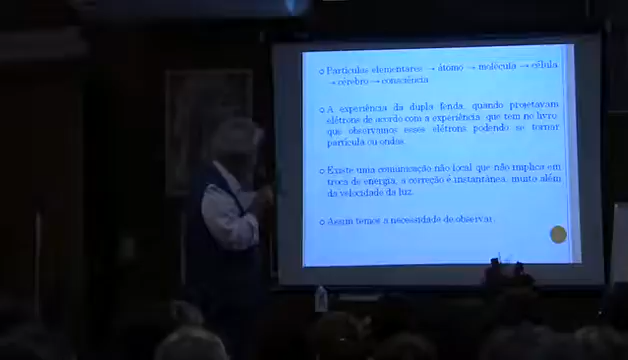 Partículas elementares → átomo → molécula → célula
→ cérebro → consciência
A experiência da dupla fenda, quando projetavam
elétrons de acordo com a experiência que tem no livro,
que observamos esses elétrons podendo se tornar
partícula ou ondas.
Existe uma comunicação não local que não implica em
troca de energia, a correção é instantânea, muito além
da velocidade da luz.
Assim temos a necessidade de observar.